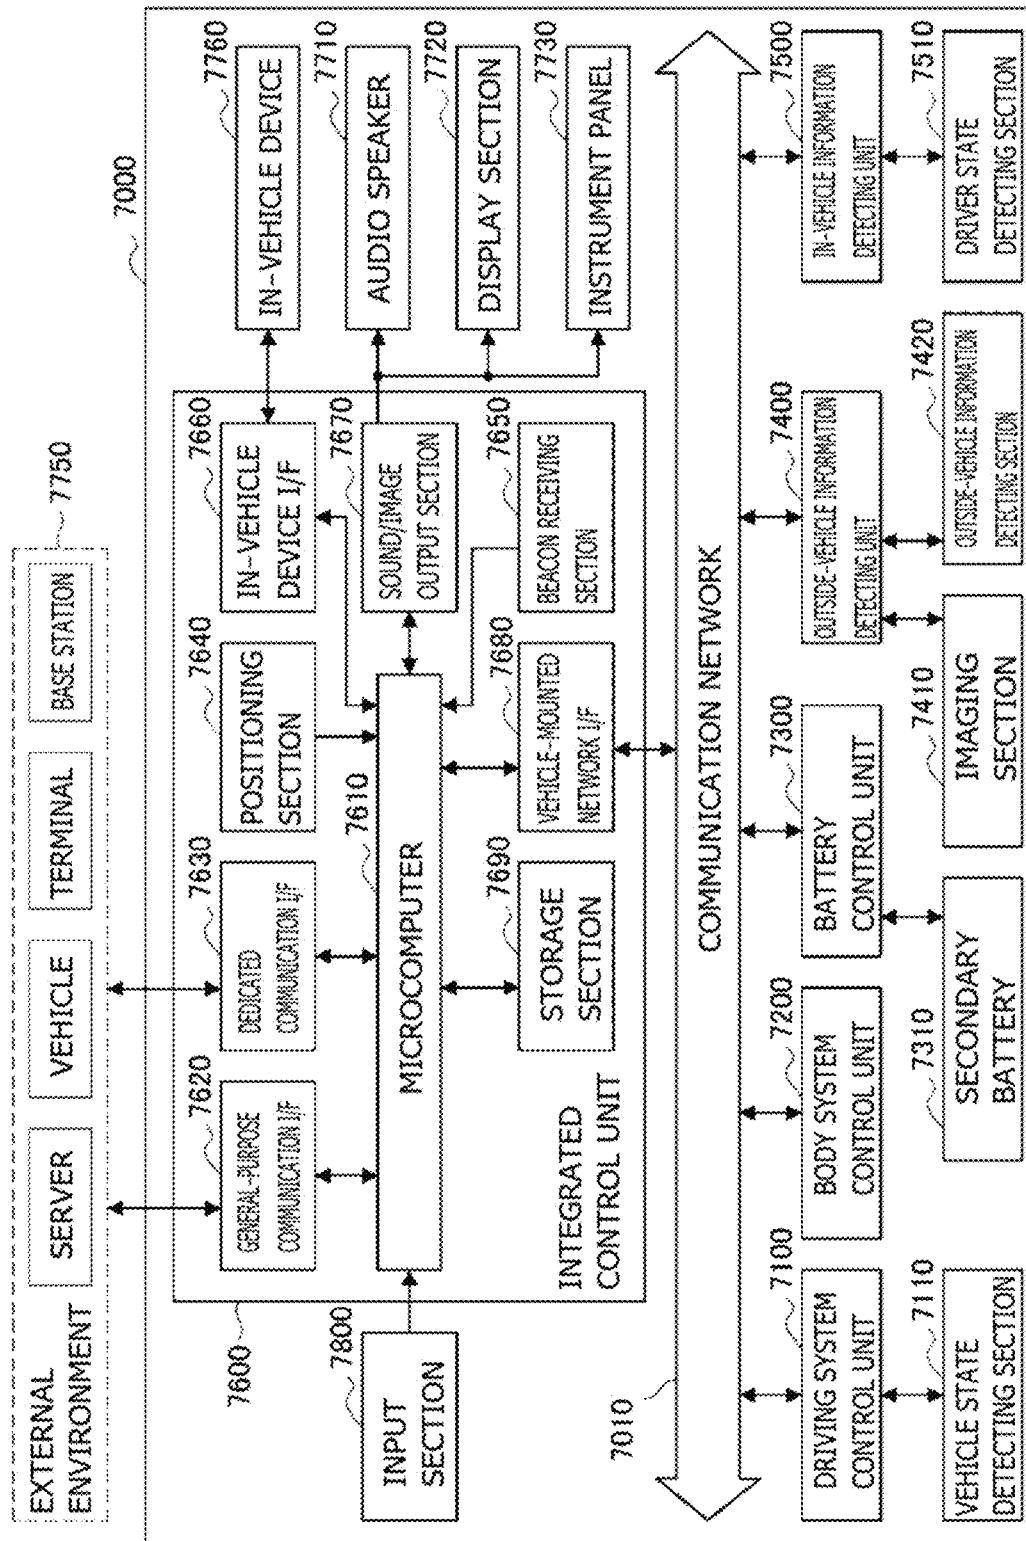 EXTERNAL
ENVIRONMENT
SERVER
VEHICLE
TERMINAL
BASE STATION
7750
7000
7600
7620
GENERAL-PURPOSE
COMMUNICATION I/F
7630
DEDICATED
COMMUNICATION I/F
7640
POSITIONING
SECTION
7660
IN-VEHICLE
DEVICE I/F
7760
IN-VEHICLE DEVICE
7800
INPUT
SECTION
7610
MICROCOMPUTER
7670
SOUND/IMAGE
OUTPUT SECTION
7710
AUDIO SPEAKER
7720
DISPLAY SECTION
7730
INSTRUMENT PANEL
INTEGRATED
CONTROL UNIT
7690
STORAGE
SECTION
7680
VEHICLE-MOUNTED
NETWORK I/F
7650
BEACON RECEIVING
SECTION
7010
COMMUNICATION NETWORK
7100
DRIVING SYSTEM
CONTROL UNIT
7200
BODY SYSTEM
CONTROL UNIT
7300
BATTERY
CONTROL UNIT
7400
OUTSIDE-VEHICLE INFORMATION
DETECTING UNIT
7500
IN-VEHICLE INFORMATION
DETECTING UNIT
7110
VEHICLE STATE
DETECTING SECTION
7310
SECONDARY
BATTERY
7410
IMAGING
SECTION
7420
OUTSIDE-VEHICLE INFORMATION
DETECTING SECTION
7510
DRIVER STATE
DETECTING SECTION